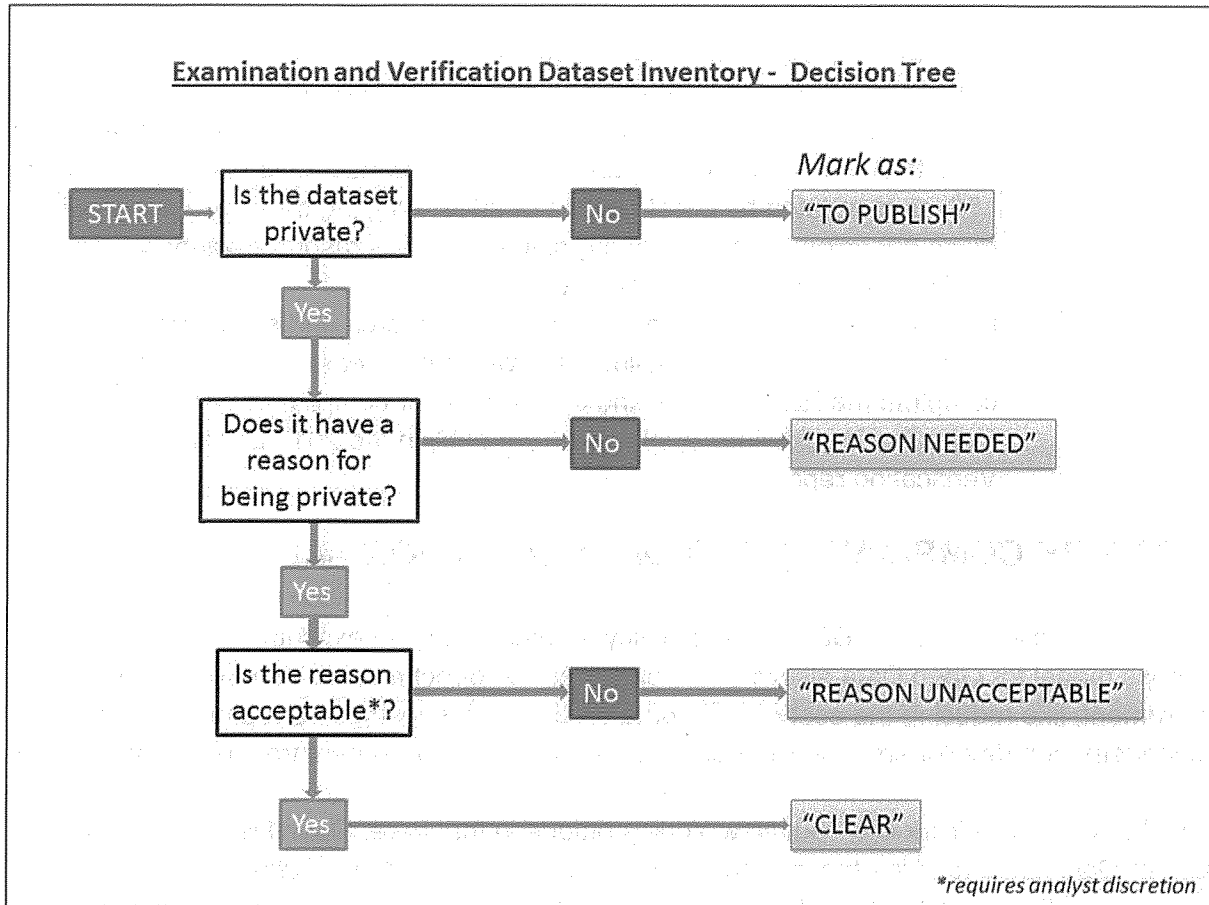 Examination and Verification Dataset Inventory - Decision Tree
Mark as:
START
Is the dataset
private?
No
"TO PUBLISH"
Yes
Does it have a
reason for
being private?
No
"REASON NEEDED"
Yes
Is the reason
acceptable*?
No
"REASON UNACCEPTABLE"
Yes
"CLEAR"
*requires analyst discretion